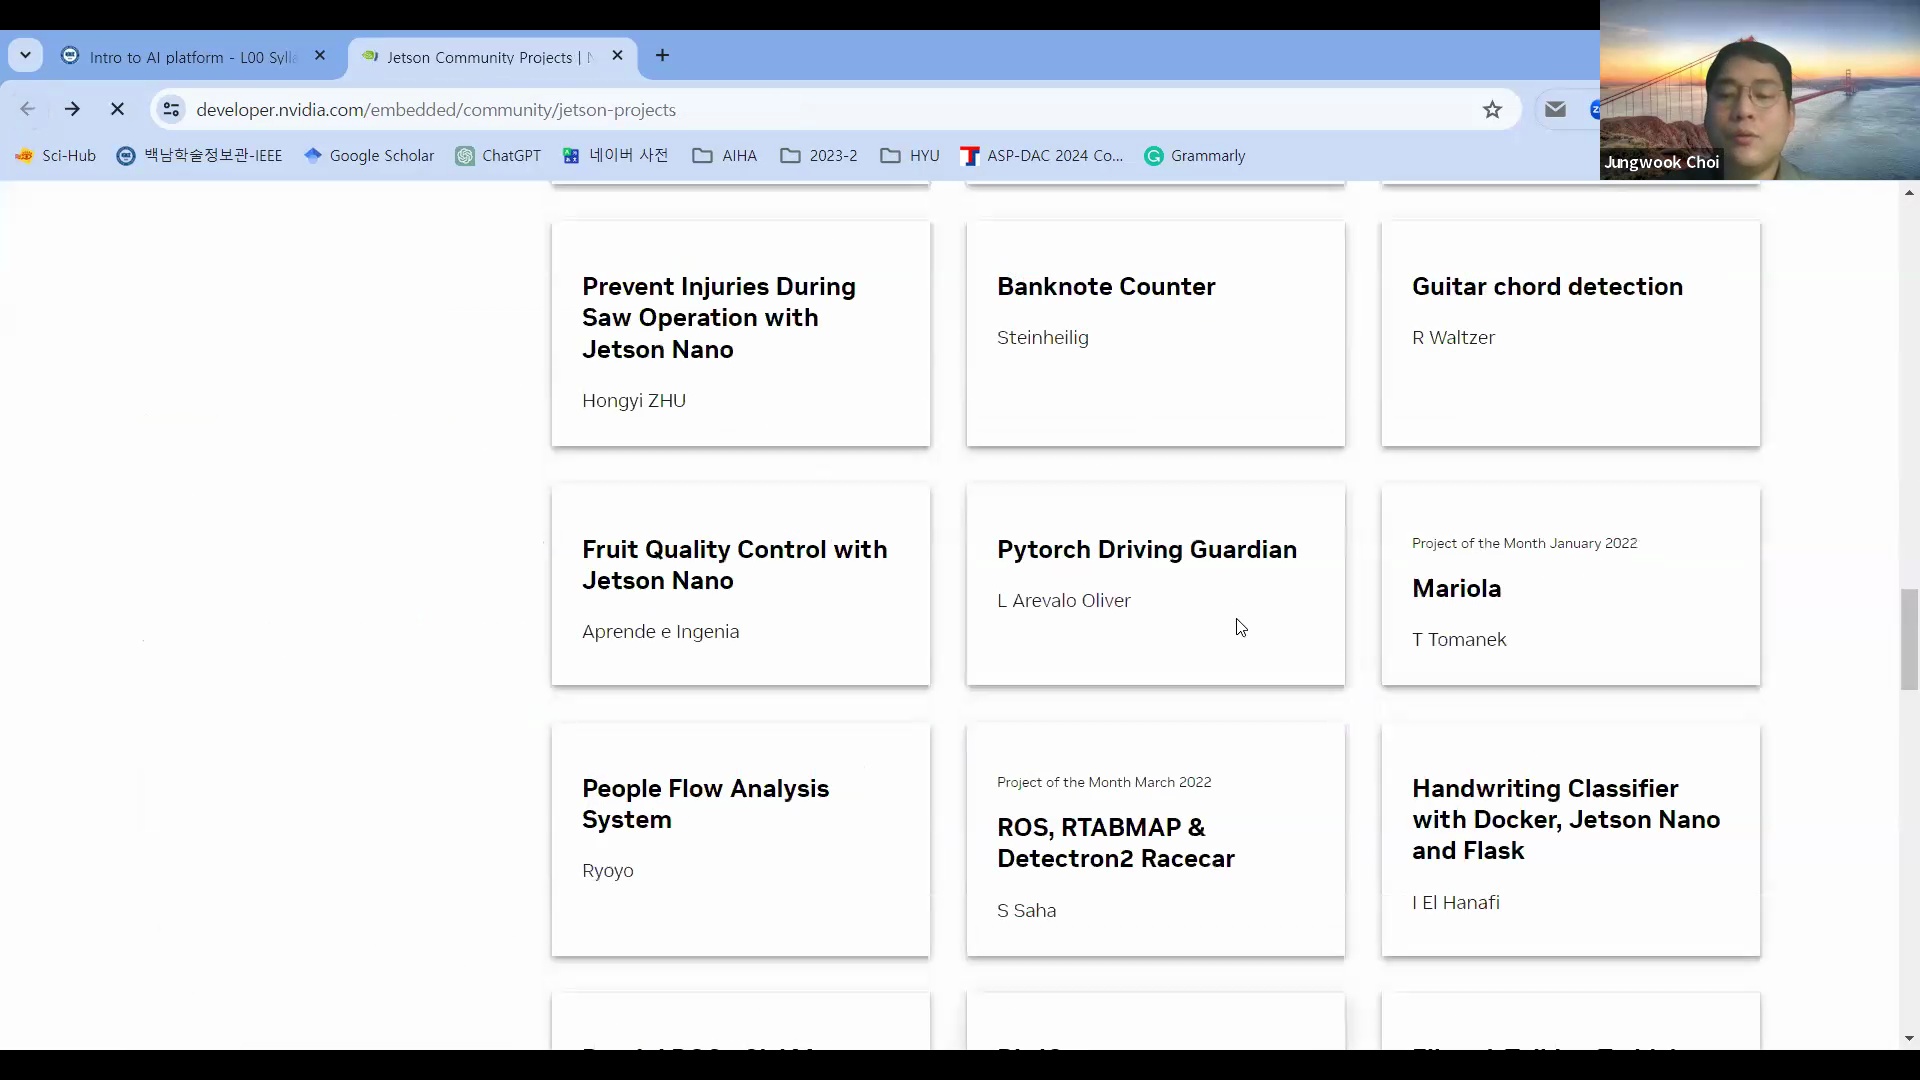 Intro to AI platform - L00 Sylla
Jetson Community Projects | N
developer.nvidia.com/embedded/community/jetson-projects
Sci-Hub
백남학술정보관-IEEE
Google Scholar
ChatGPT
네이버 사전
AIHA
2023-2
HYU
ASP-DAC 2024 Co...
Grammarly
Jungwook Choi
Prevent Injuries During
Saw Operation with
Jetson Nano
Hongyi ZHU
Banknote Counter
Steinheilig
Guitar chord detection
R Waltzer
Fruit Quality Control with
Jetson Nano
Aprende e Ingenia
Pytorch Driving Guardian
L Arevalo Oliver
Project of the Month January 2022
Mariola
T Tomanek
People Flow Analysis
System
Ryoyo
Project of the Month March 2022
ROS, RTABMAP &
Detectron2 Racecar
S Saha
Handwriting Classifier
with Docker, Jetson Nano
and Flask
I El Hanafi